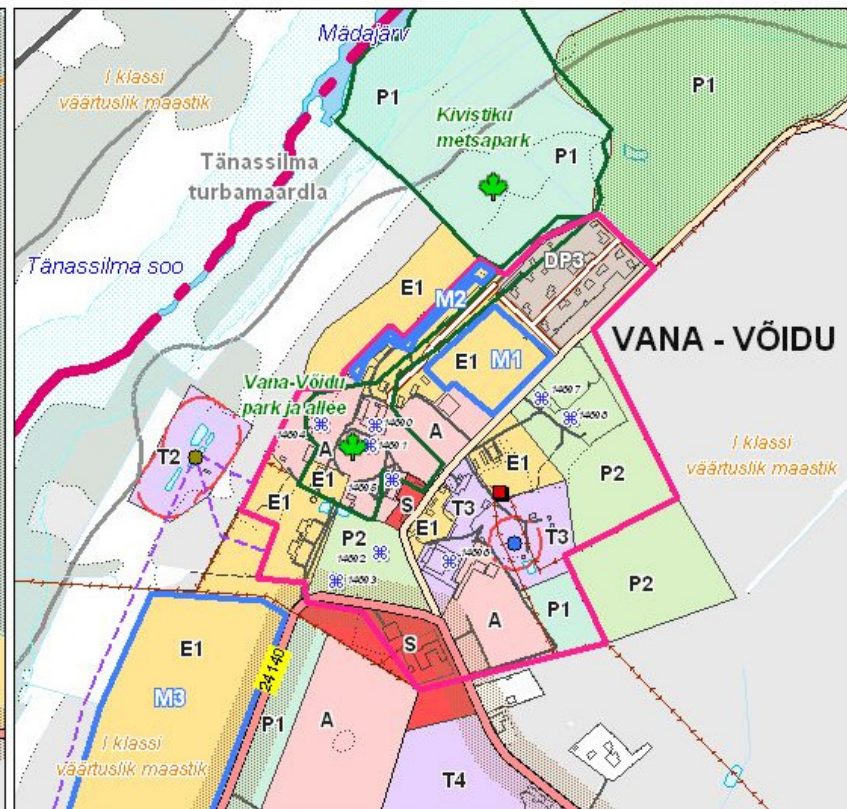 Mädajärv
I klassi
väärtuslik maastik
P1
P1
Kivistiku
metsapark
P1
Tänassilma
turbamaardla
Tänassilma soo
DP3
E1
M2
VANA - VÕIDU
E1
M1
Vana-Võidu
park ja allee
A
A
E1
T2
E1
E1
P2
I klassi
väärtuslik maastik
S
T3
E1
T3
P2
P2
P1
A
S
E1
M3
24140
P1
A
I klassi
väärtuslik maastik
T4